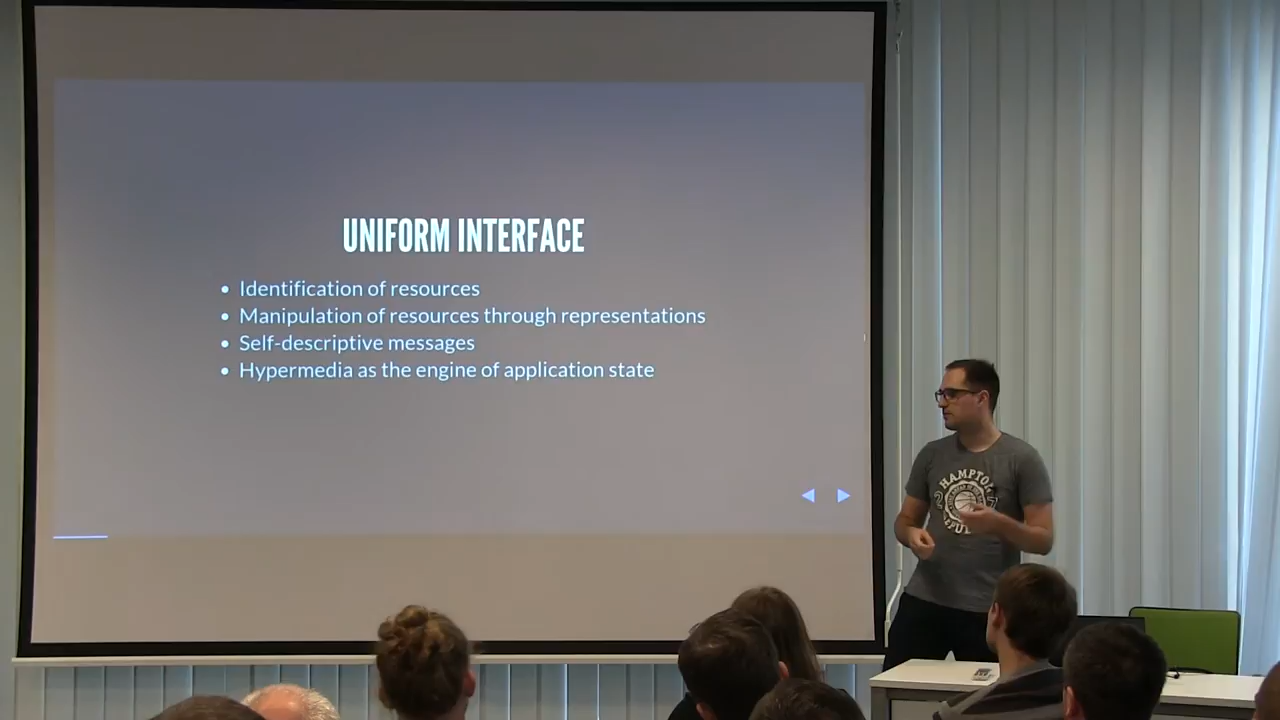 UNIFORM INTERFACE
Identification of resources
Manipulation of resources through representations
Self-descriptive messages
Hypermedia as the engine of application state